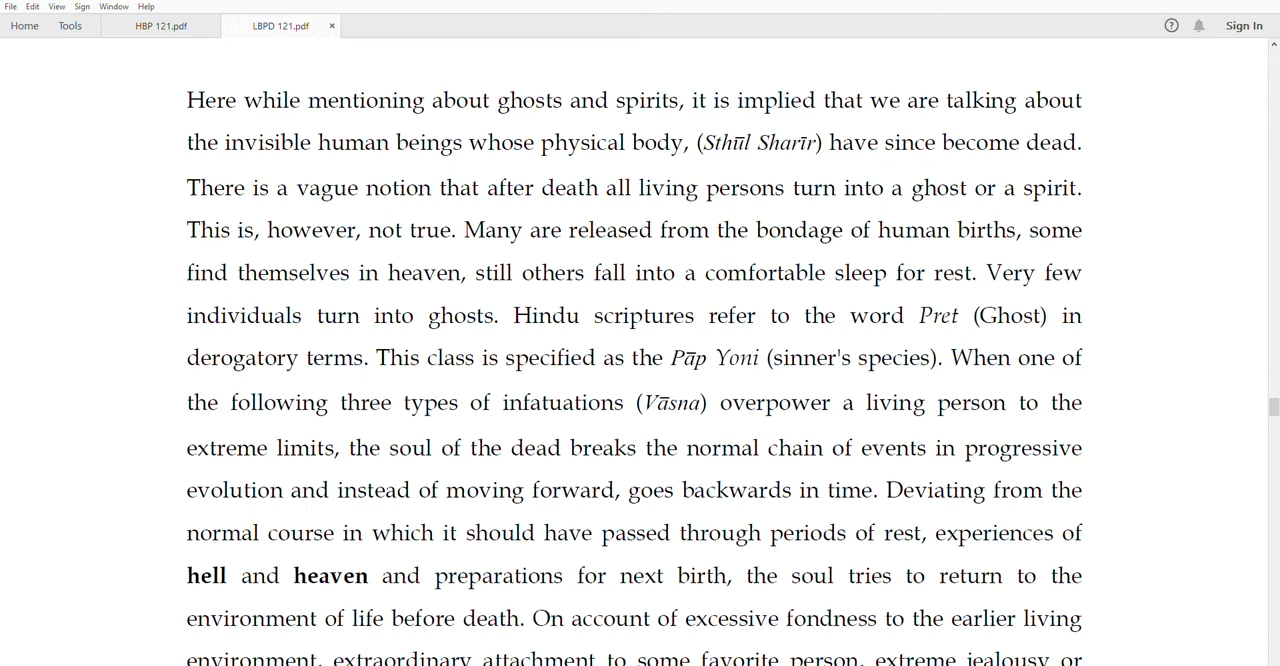 File Edit View Sign Window Help
Home Tools HBP 121.pdf LBPD 121.pdf × ? Sign In
Here while mentioning about ghosts and spirits, it is implied that we are talking about
the invisible human beings whose physical body, (Sthūl Sharīr) have since become dead.
There is a vague notion that after death all living persons turn into a ghost or a spirit.
This is, however, not true. Many are released from the bondage of human births, some
find themselves in heaven, still others fall into a comfortable sleep for rest. Very few
individuals turn into ghosts. Hindu scriptures refer to the word Pret (Ghost) in
derogatory terms. This class is specified as the Pāp Yoni (sinner's species). When one of
the following three types of infatuations (Vāsna) overpower a living person to the
extreme limits, the soul of the dead breaks the normal chain of events in progressive
evolution and instead of moving forward, goes backwards in time. Deviating from the
normal course in which it should have passed through periods of rest, experiences of
hell and heaven and preparations for next birth, the soul tries to return to the
environment of life before death. On account of excessive fondness to the earlier living
environment, extraordinary attachment to some favorite person, extreme jealousy or